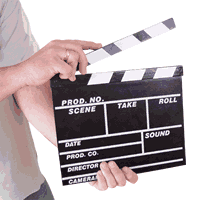 PROD. NO.
SCENE TAKE ROLL
DATE SOUND
PROD. CO.
DIRECTOR
CAMERA